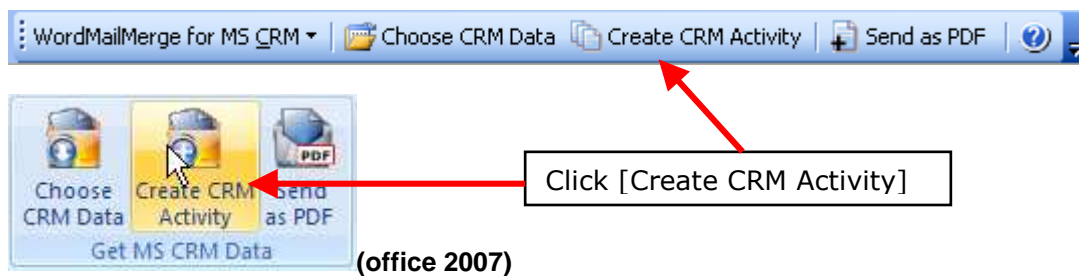 WordMailMerge for MS CRM Choose CRM Data Create CRM Activity Send as PDF ?
PDF
Choose Create CRM Send
CRM Data Activity as PDF
Get MS CRM Data
Click [Create CRM Activity]
(office 2007)